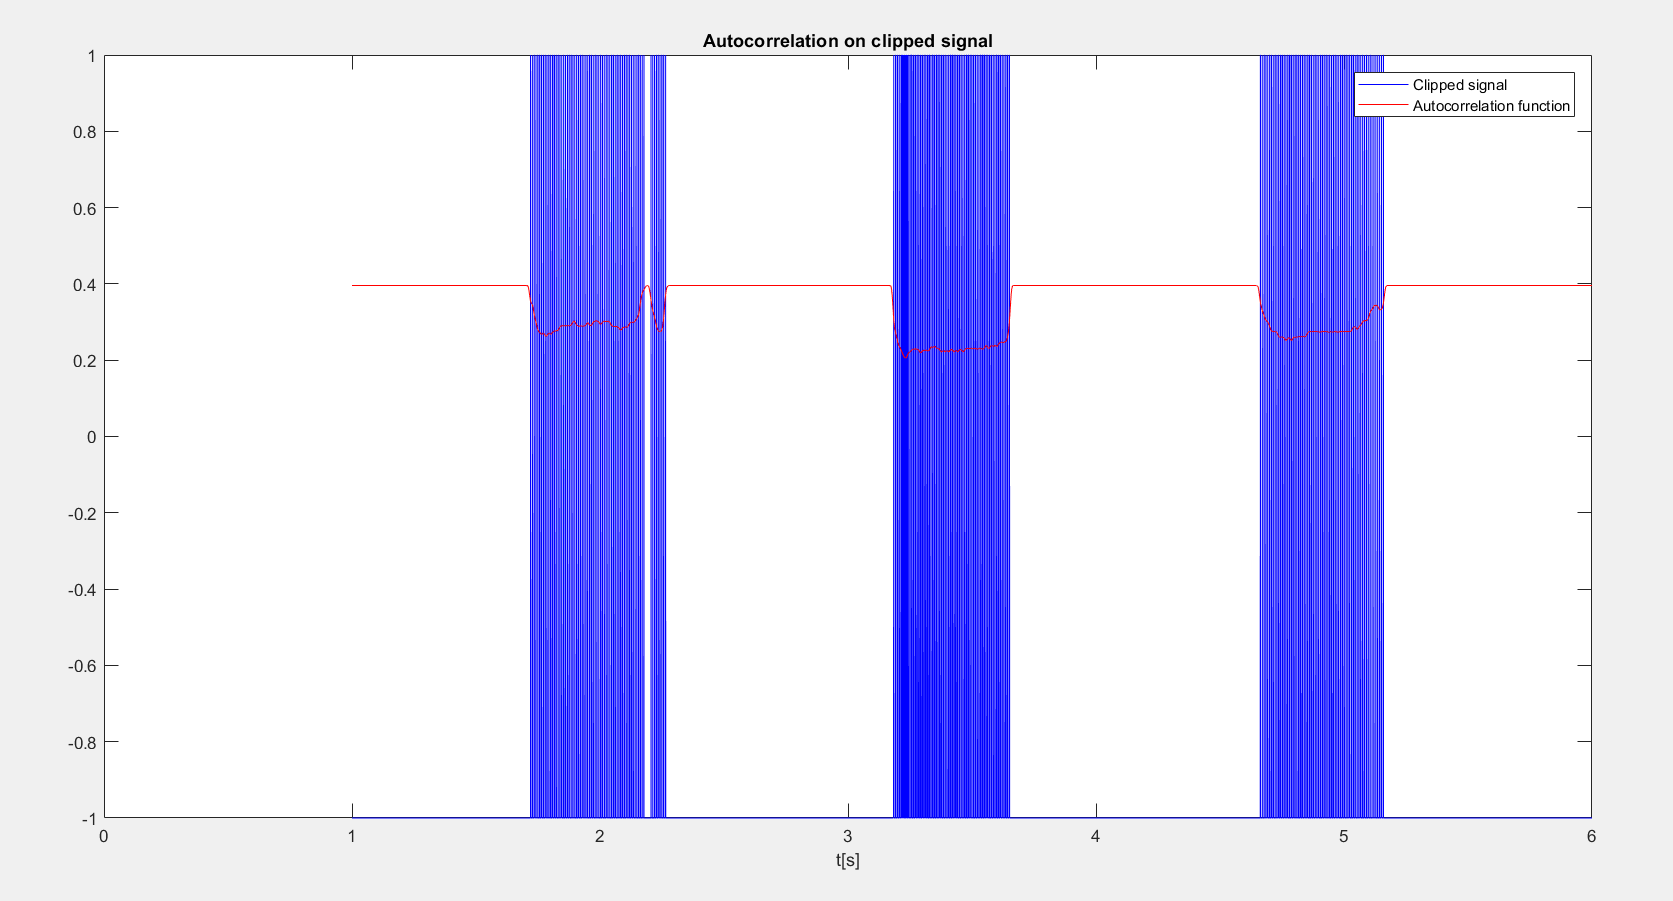 Autocorrelation on clipped signal
Clipped signal
Autocorrelation function
1
0.8
0.6
0.4
0.2
0
-0.2
-0.4
-0.6
-0.8
-1
0 1 2 3 4 5 6
t[s]